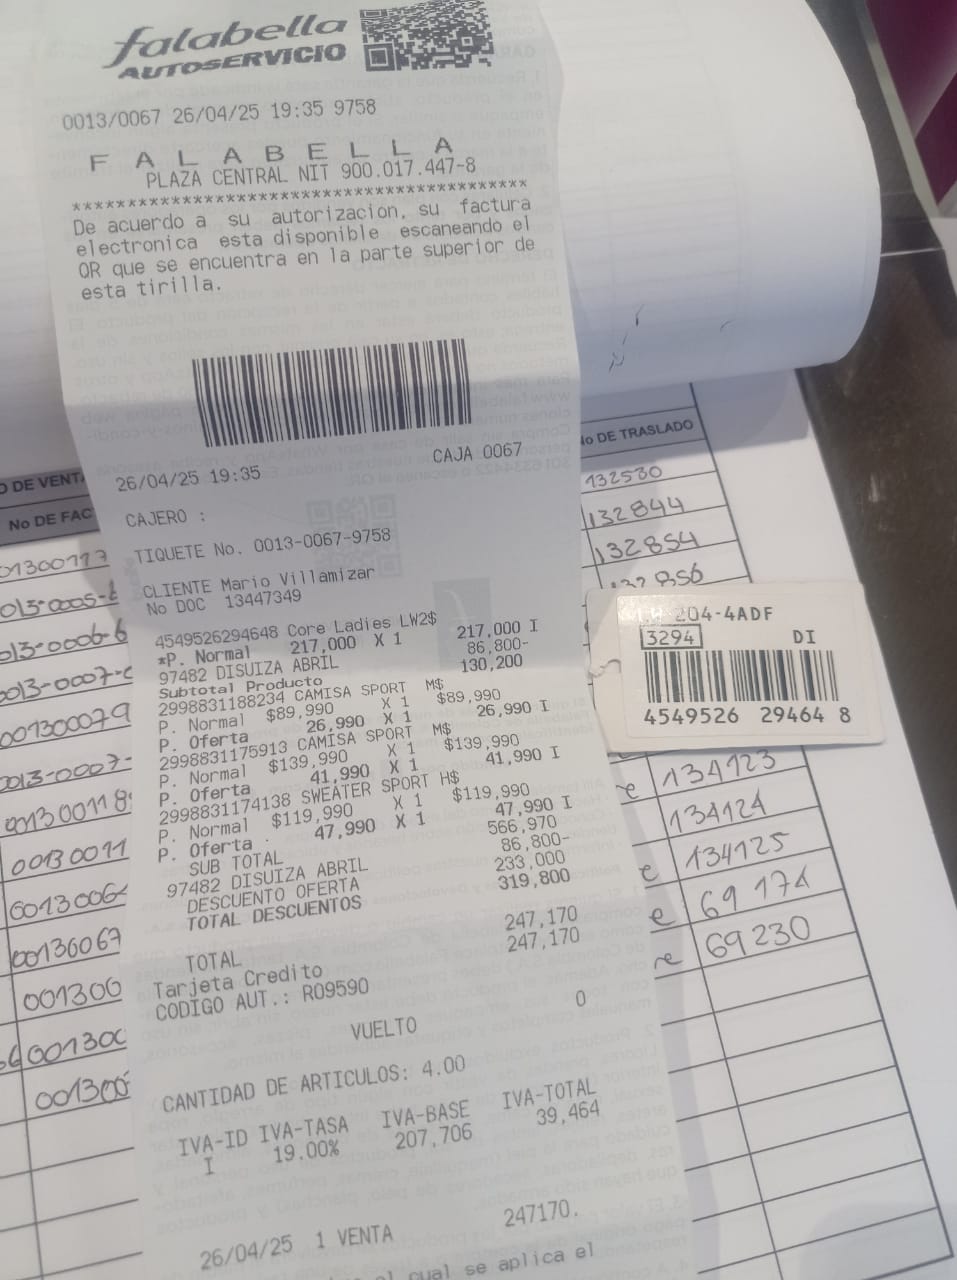 falabella
AUTOSERVICIO
0013/0067 26/04/25 19:35 9758
F A L A B E L L A
PLAZA CENTRAL NIT 900.017.447-8
******************************************
De acuerdo a su autorizacion, su factura
electronica esta disponible escaneando el
QR que se encuentra en la parte superior de
esta tirilla.
26/04/25 19:35 CAJA 0067
CAJERO :
TIQUETE No. 0013-0067-9758
CLIENTE Mario Villamizar
No DOC 13447349
4549526294648 Core Ladies LW2$
*P. Normal 217,000 X 1 217,000 I
97482 DISUIZA ABRIL 86,800-
Subtotal Producto 130,200
2998831188234 CAMISA SPORT M$
P. Normal $89,990 X 1 $89,990
P. Oferta 26,990 X 1 26,990 I
2998831175913 CAMISA SPORT M$
P. Normal $139,990 X 1 $139,990
P. Oferta 41,990 X 1 41,990 I
2998831174138 SWEATER SPORT H$
P. Normal $119,990 X 1 $119,990
P. Oferta . 47,990 X 1 47,990 I
SUB TOTAL 566,970
97482 DISUIZA ABRIL 86,800-
DESCUENTO OFERTA 233,000
TOTAL DESCUENTOS 319,800
TOTAL 247,170
Tarjeta Credito 247,170
CODIGO AUT.: R09590
VUELTO 0
CANTIDAD DE ARTICULOS: 4.00
IVA-ID IVA-TASA IVA-BASE IVA-TOTAL
I 19.00% 207,706 39,464
26/04/25 1 VENTA 247170.
cual se aplica el
204-4ADF
3294 DI
4549526 29464 8
DE VENTA
No DE FAC
No DE TRASLADO
132530
132844
132854
134123
134124
e 134125
e 69174
e 69230